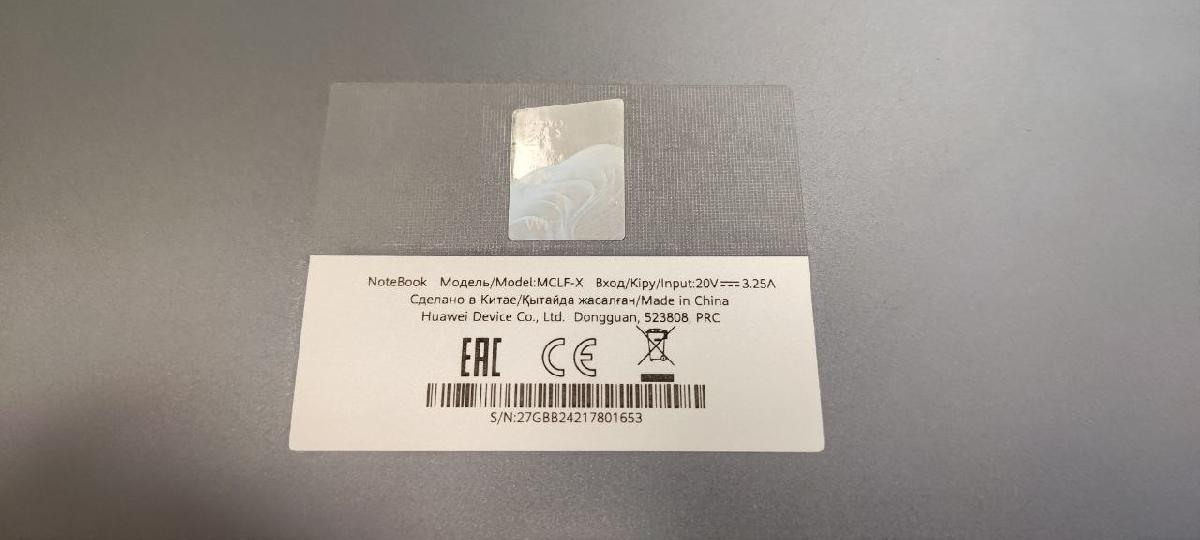 NoteBook Модель/Model:MCLF-X Вход/Кіру/Input:20V⎓3.25A
Сделано в Китае/Қытайда жасалған/Made in China
Huawei Device Co., Ltd. Dongguan, 523808, PRC
EAC CE
S/N:27GBB24217801653